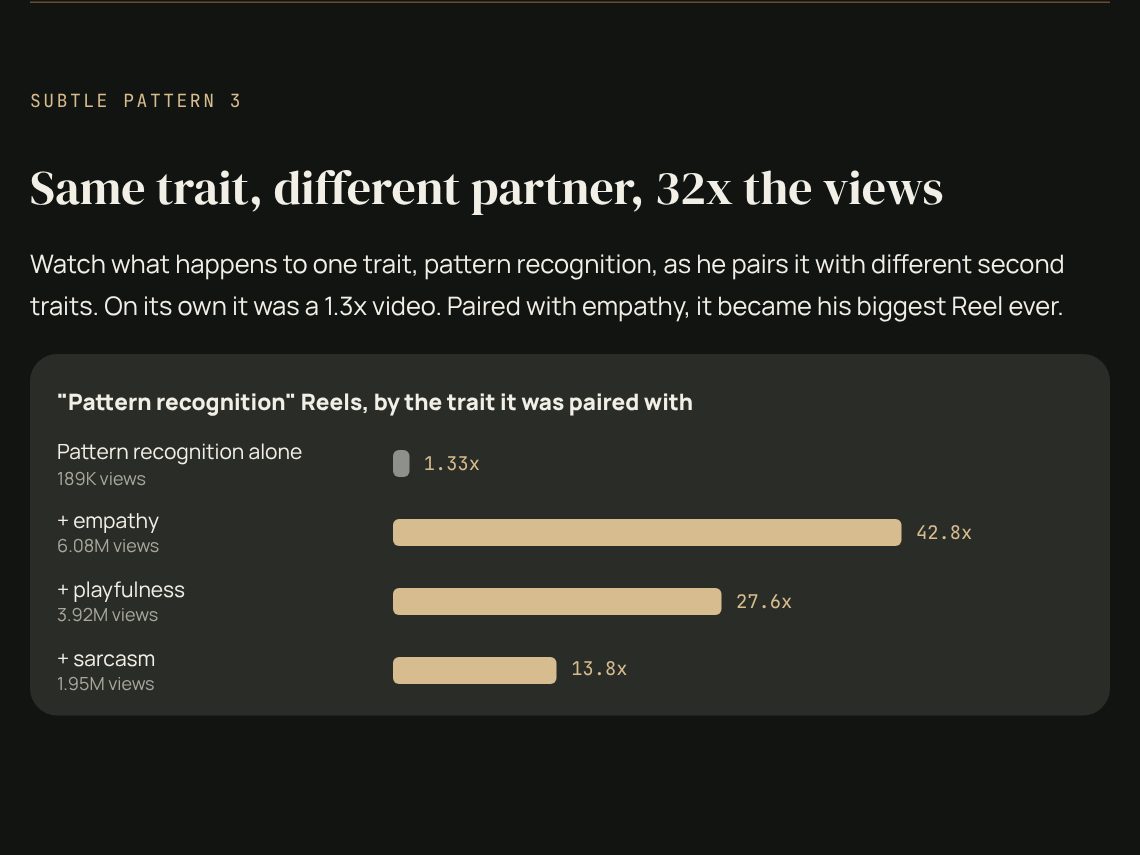 SUBTLE PATTERN 3
Same trait, different partner, 32x the views
Watch what happens to one trait, pattern recognition, as he pairs it with different second
traits. On its own it was a 1.3x video. Paired with empathy, it became his biggest Reel ever.
"Pattern recognition" Reels, by the trait it was paired with
Pattern recognition alone
189K views
1.33x
+ empathy
6.08M views
42.8x
+ playfulness
3.92M views
27.6x
+ sarcasm
1.95M views
13.8x